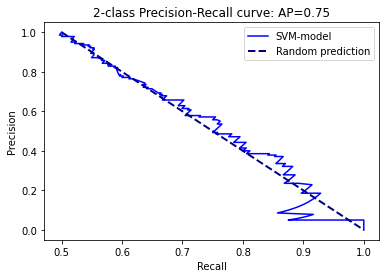 2-class Precision-Recall curve: AP=0.75
SVM-model
Random prediction
Precision
1.0
0.8
0.6
0.4
0.2
0.0
0.5
0.6
0.7
0.8
0.9
1.0
Recall